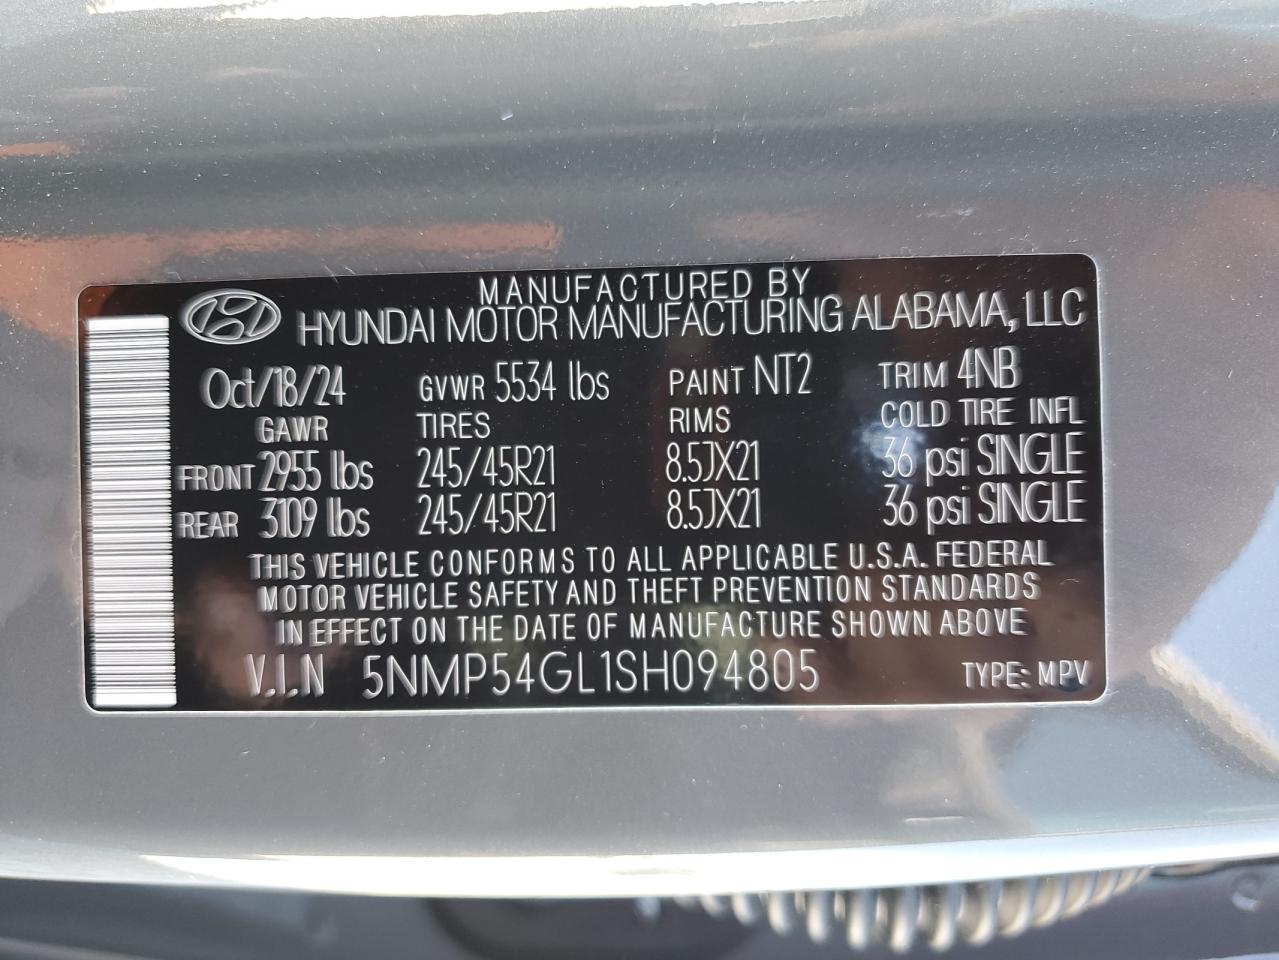 MANUFACTURED BY
HYUNDAI MOTOR MANUFACTURING ALABAMA, LLC
Oct/18/24 GVWR 5534 lbs PAINT NT2 TRIM 4NB
GAWR TIRES RIMS COLD TIRE INFL
FRONT 2955 lbs 245/45R21 8.5JX21 36 psi SINGLE
REAR 3109 lbs 245/45R21 8.5JX21 36 psi SINGLE
THIS VEHICLE CONFORMS TO ALL APPLICABLE U.S.A. FEDERAL
MOTOR VEHICLE SAFETY AND THEFT PREVENTION STANDARDS
IN EFFECT ON THE DATE OF MANUFACTURE SHOWN ABOVE
V.I.N 5NMP54GL1SH094805 TYPE: MPV